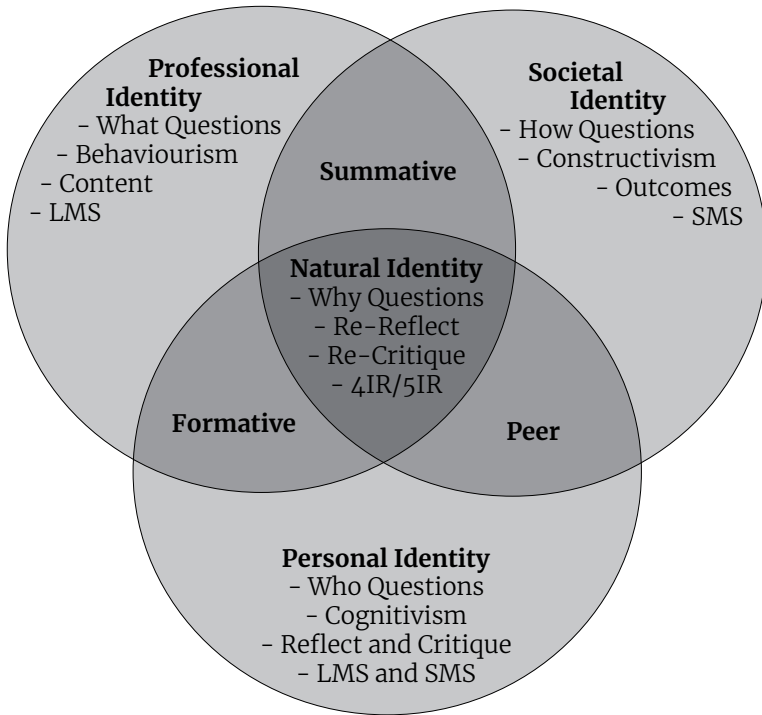 Professional
Identity
- What Questions
- Behaviourism
- Content
- LMS
Societal
Identity
- How Questions
- Constructivism
- Outcomes
- SMS
Summative
Natural Identity
- Why Questions
- Re-Reflect
- Re-Critique
- 4IR/5IR
Formative
Peer
Personal Identity
- Who Questions
- Cognitivism
- Reflect and Critique
- LMS and SMS